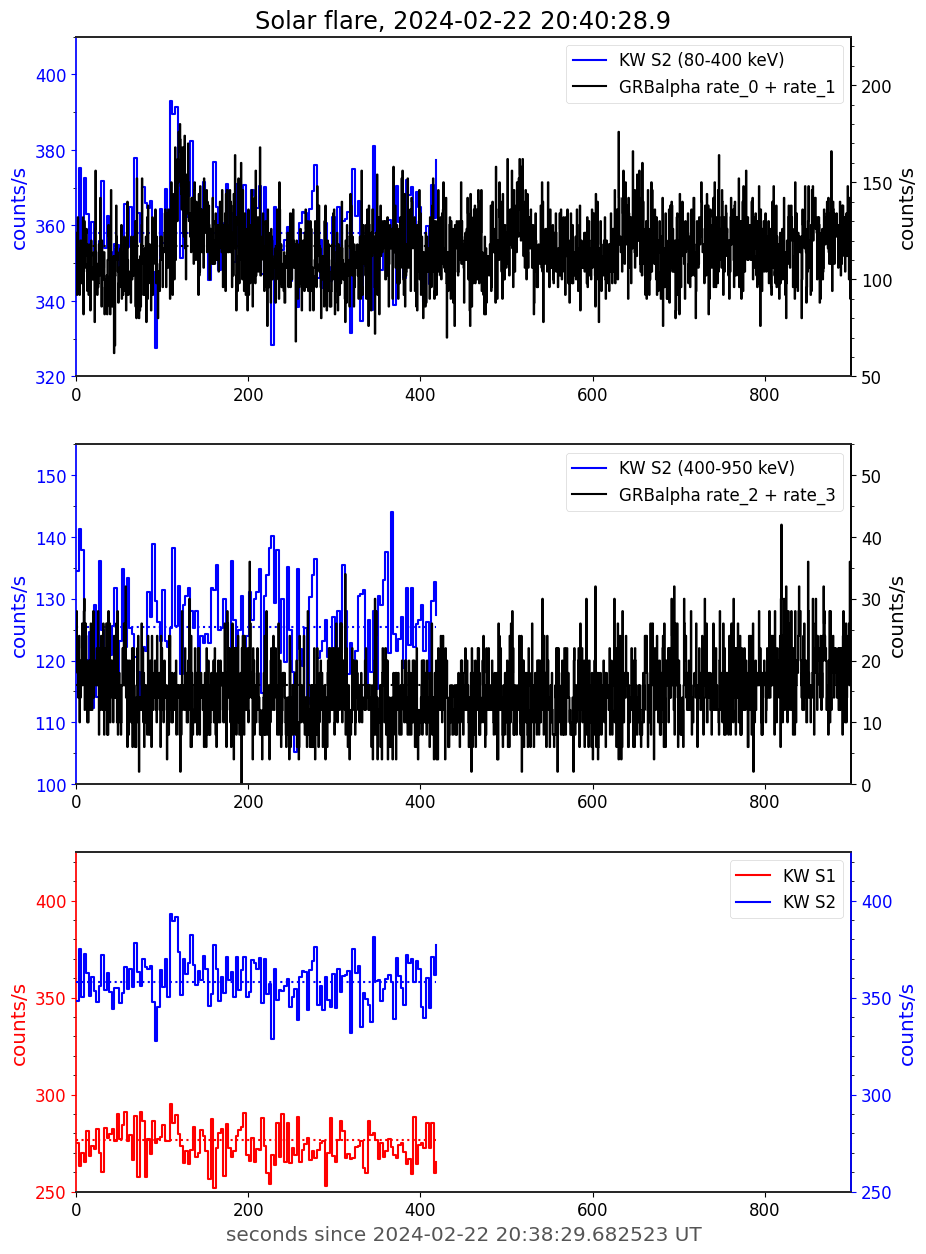 Solar flare, 2024-02-22 20:40:28.9
KW S2 (80-400 keV)
GRBalpha rate_0 + rate_1
400
380
360
340
320
counts/s
200
150
100
50
counts/s
0 200 400 600 800
KW S2 (400-950 keV)
GRBalpha rate_2 + rate_3
150
140
130
120
110
100
counts/s
50
40
30
20
10
0
counts/s
0 200 400 600 800
KW S1
KW S2
400
350
300
250
counts/s
400
350
300
250
counts/s
0 200 400 600 800
seconds since 2024-02-22 20:38:29.682523 UT